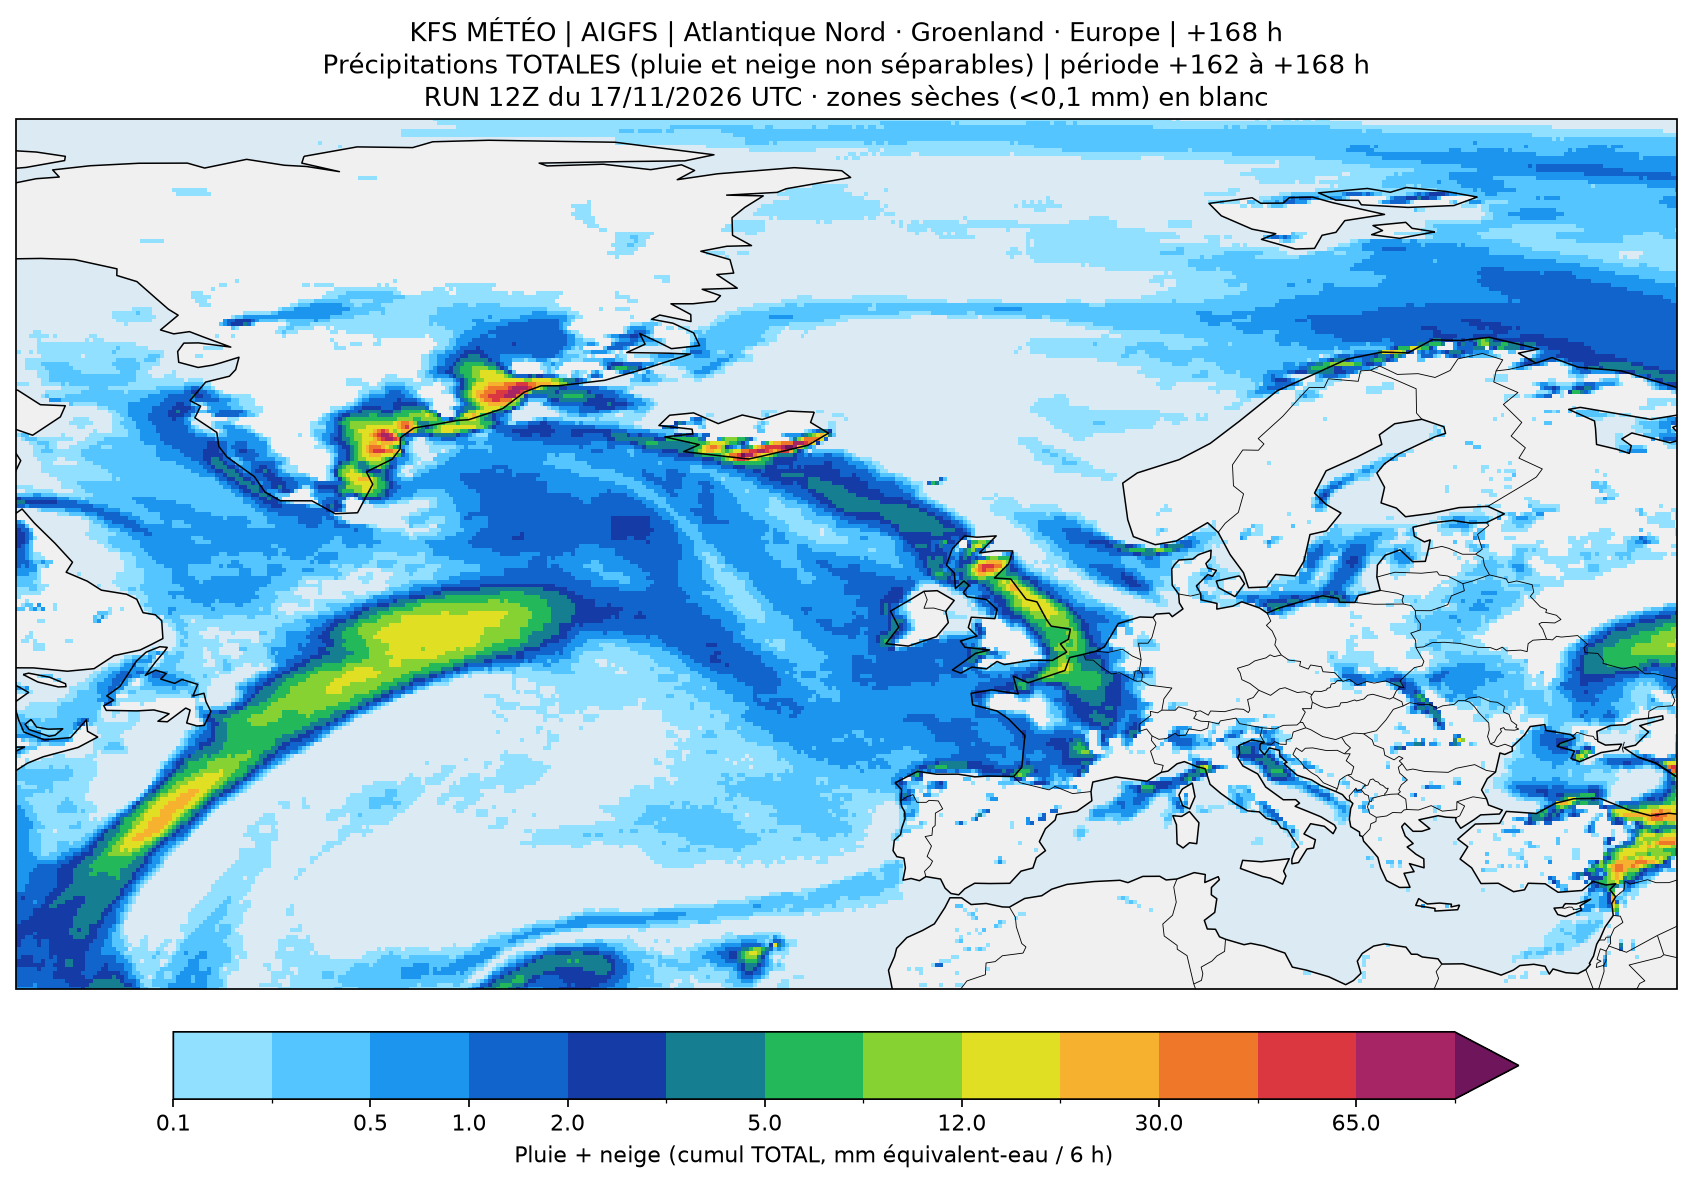 KFS MÉTÉO | AIGFS | Atlantique Nord · Groenland · Europe | +168 h
Précipitations TOTALES (pluie et neige non séparables) | période +162 à +168 h
RUN 12Z du 17/11/2026 UTC · zones sèches (<0,1 mm) en blanc
0.1 0.5 1.0 2.0 5.0 12.0 30.0 65.0
Pluie + neige (cumul TOTAL, mm équivalent-eau / 6 h)